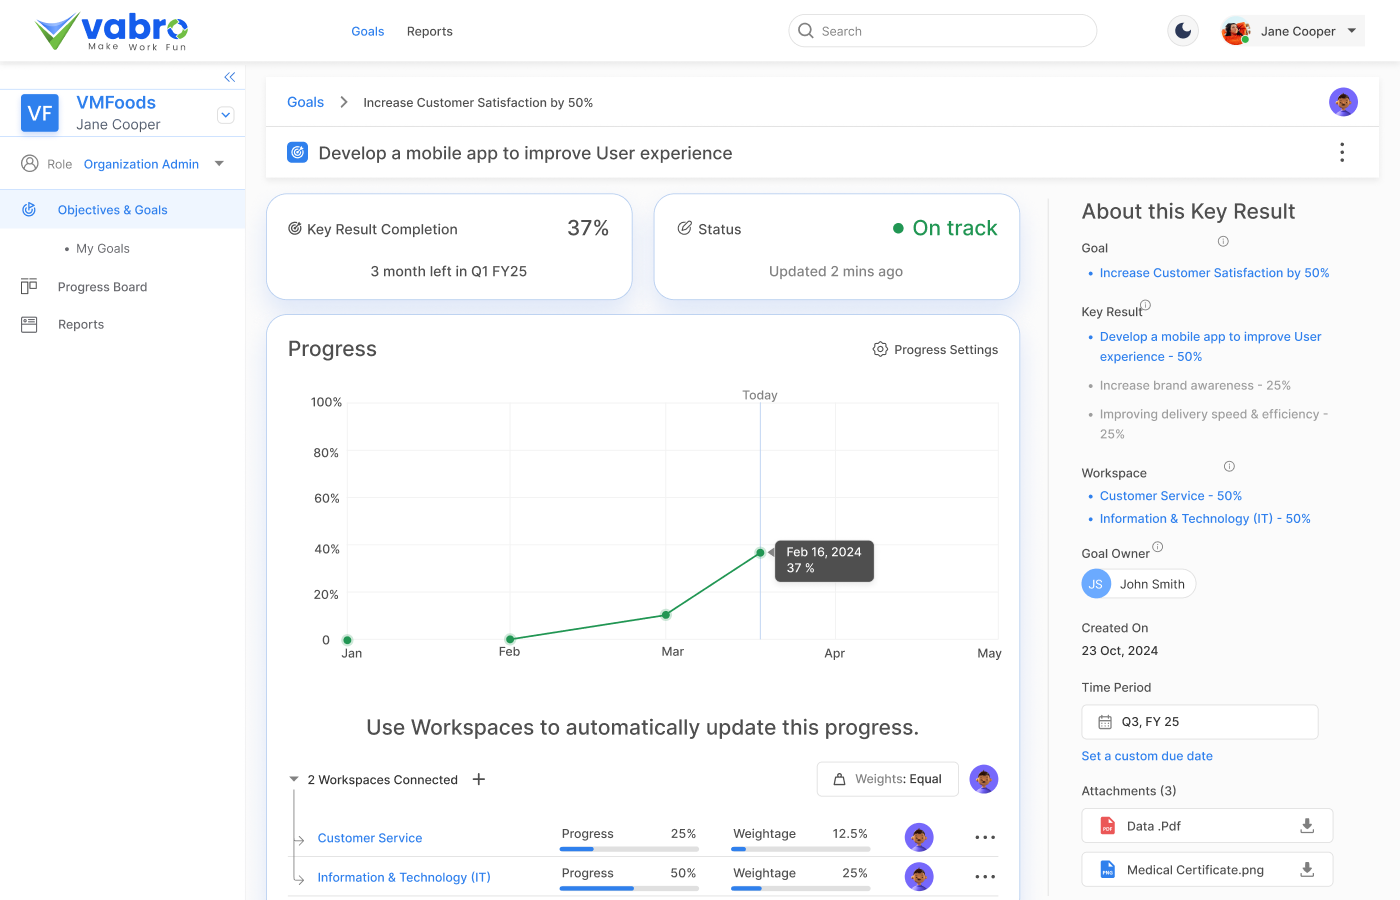 vabro
Make Work Fun
Goals
Reports
Search
Jane Cooper
VF
VMFoods
Jane Cooper
Role
Organization Admin
Objectives & Goals
My Goals
Progress Board
Reports
Goals
Increase Customer Satisfaction by 50%
Develop a mobile app to improve User experience
Key Result Completion
37%
3 month left in Q1 FY25
Status
On track
Updated 2 mins ago
Progress
Progress Settings
Today
100%
80%
60%
40%
20%
0
Feb 16, 2024
37 %
Jan
Feb
Mar
Apr
May
Use Workspaces to automatically update this progress.
2 Workspaces Connected
Weights: Equal
Customer Service
Progress
25%
Weightage
12.5%
Information & Technology (IT)
Progress
50%
Weightage
25%
About this Key Result
Goal
Increase Customer Satisfaction by 50%
Key Result
Develop a mobile app to improve User
experience - 50%
Increase brand awareness - 25%
Improving delivery speed & efficiency -
25%
Workspace
Customer Service - 50%
Information & Technology (IT) - 50%
Goal Owner
JS
John Smith
Created On
23 Oct, 2024
Time Period
Q3, FY 25
Set a custom due date
Attachments (3)
PDF
Data .Pdf
PNG
Medical Certificate.png